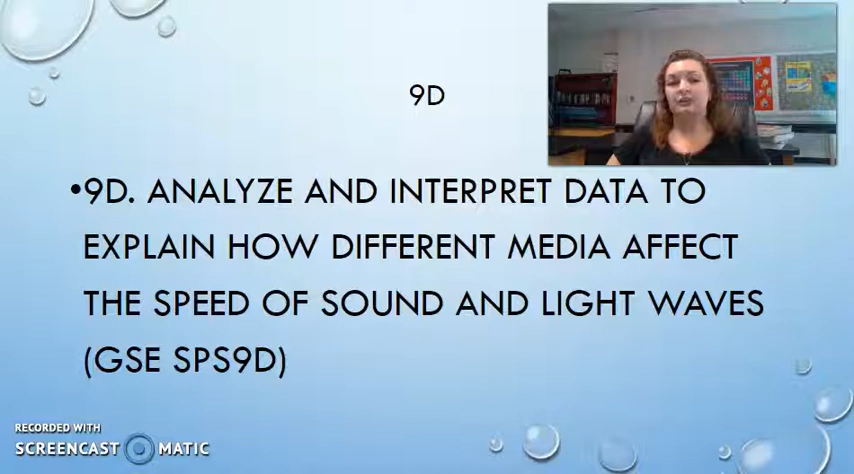 9D
•9D. ANALYZE AND INTERPRET DATA TO
EXPLAIN HOW DIFFERENT MEDIA AFFECT
THE SPEED OF SOUND AND LIGHT WAVES
(GSE SPS9D)
RECORDED WITH
SCREENCAST MATIC